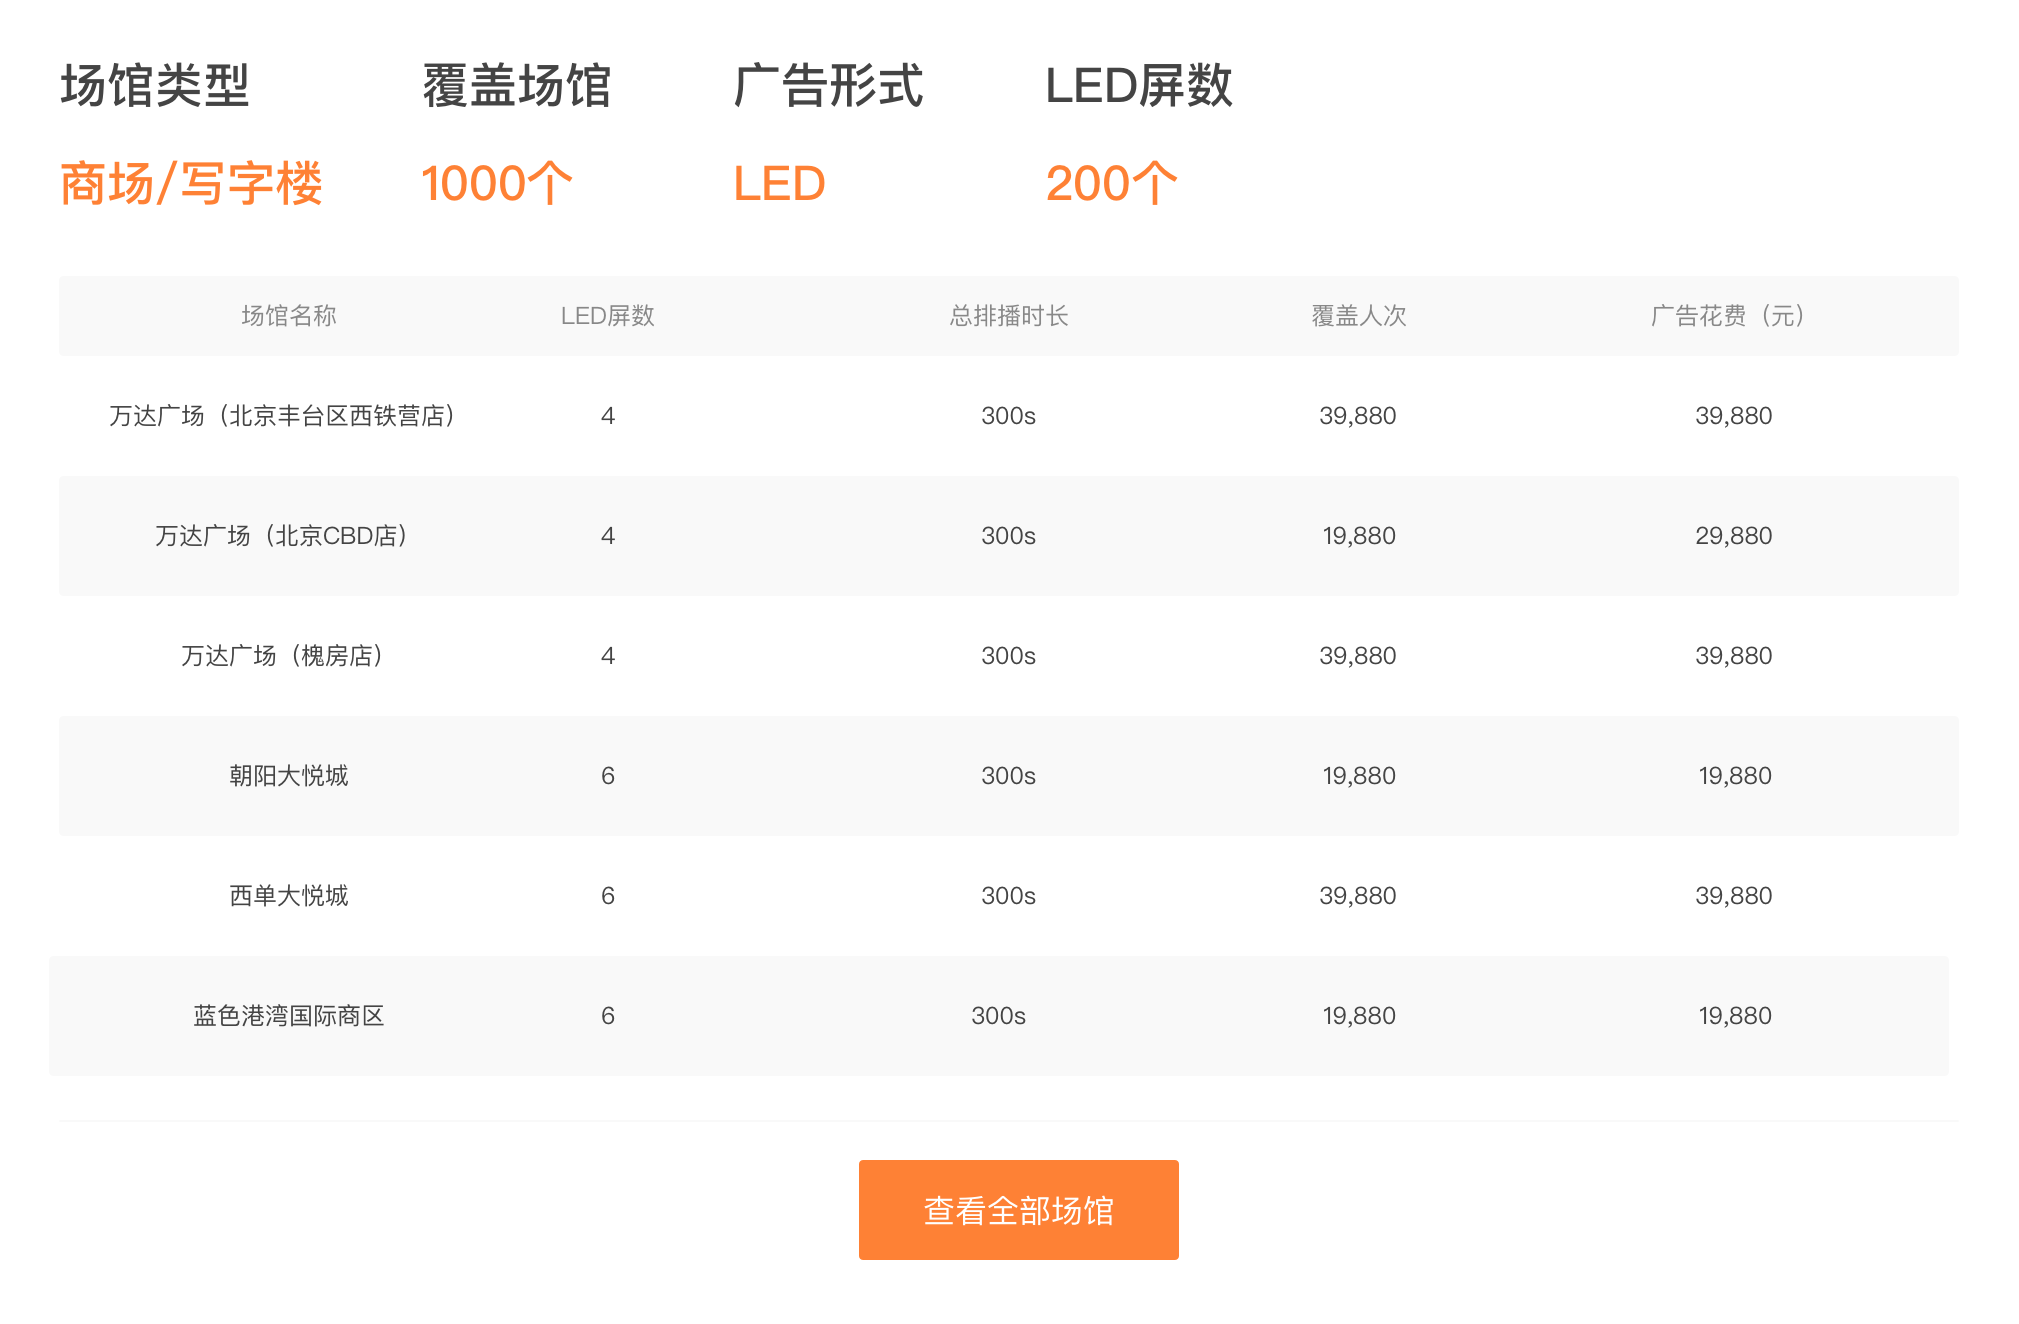 场馆类型 覆盖场馆 广告形式 LED屏数
商场/写字楼 1000个 LED 200个
场馆名称 LED屏数 总排播时长 覆盖人次 广告花费（元）
万达广场（北京丰台区西铁营店） 4 300s 39,880 39,880
万达广场（北京CBD店） 4 300s 19,880 29,880
万达广场（槐房店） 4 300s 39,880 39,880
朝阳大悦城 6 300s 19,880 19,880
西单大悦城 6 300s 39,880 39,880
蓝色港湾国际商区 6 300s 19,880 19,880
查看全部场馆